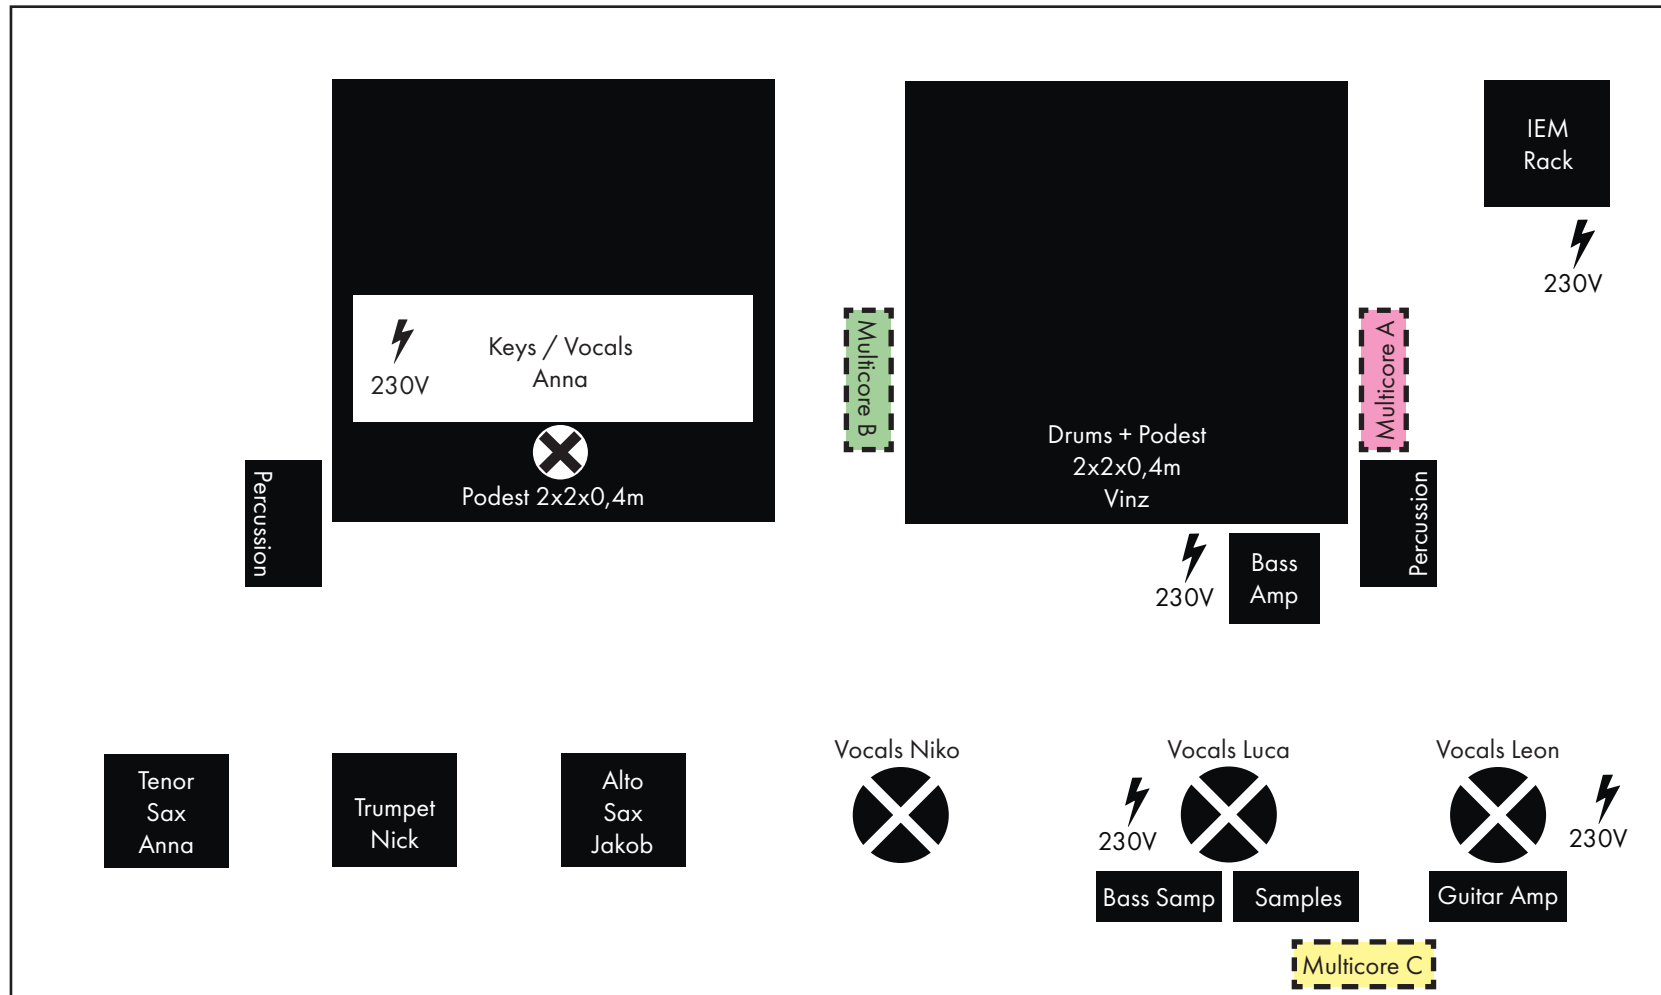 IEM
Rack
230V
Keys / Vocals
Anna
230V
Podest 2x2x0,4m
Multicore B
Drums + Podest
2x2x0,4m
Vinz
Multicore A
Percussion
Percussion
230V
Bass
Amp
Tenor
Sax
Anna
Trumpet
Nick
Alto
Sax
Jakob
Vocals Niko
Vocals Luca
230V
Bass Samp
Samples
Vocals Leon
230V
Guitar Amp
Multicore C